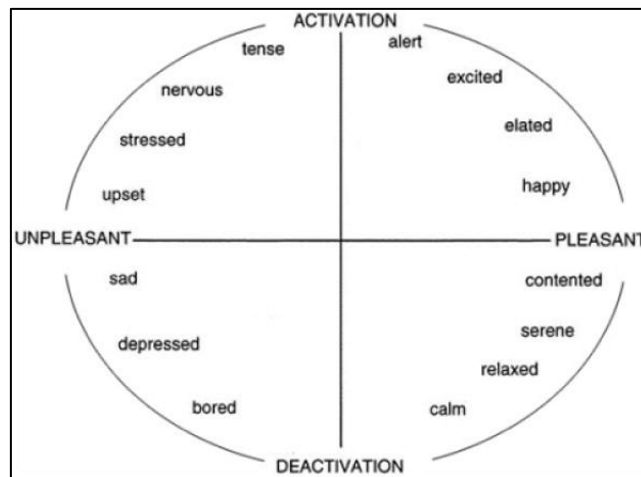 ACTIVATION
tense
alert
nervous
excited
stressed
elated
upset
happy
UNPLEASANT
PLEASANT
sad
contented
depressed
serene
relaxed
bored
calm
DEACTIVATION